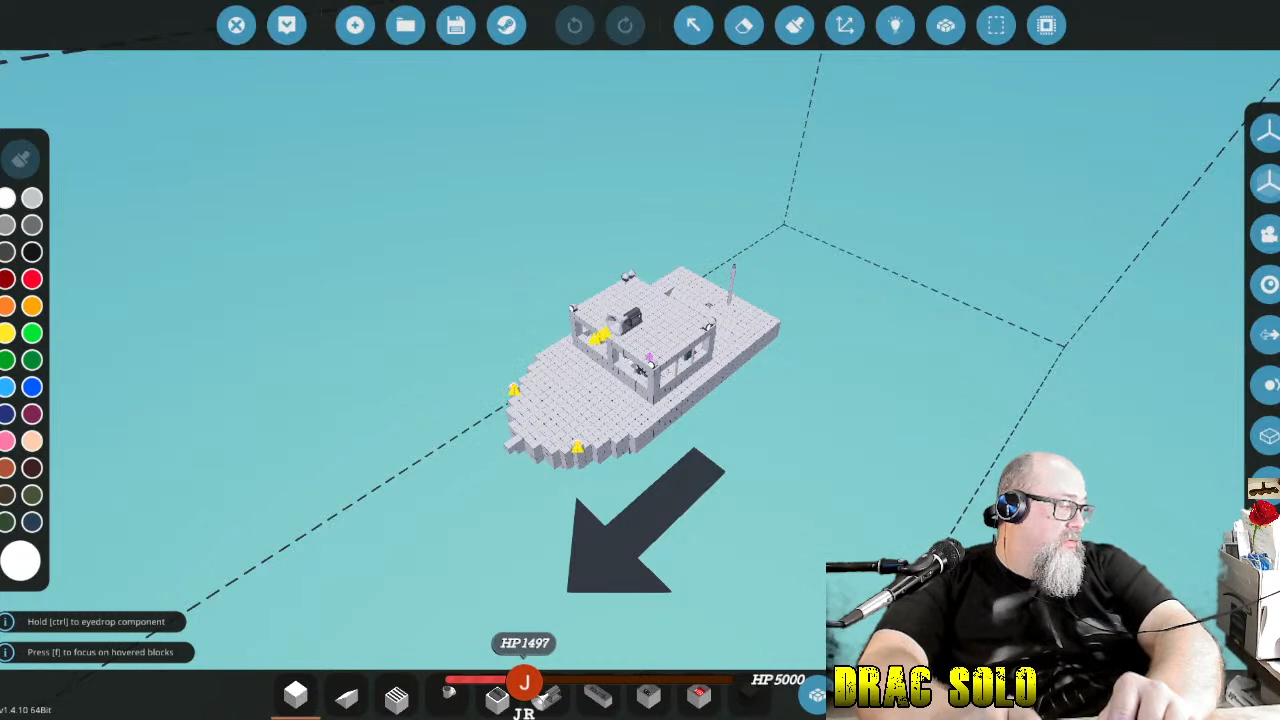 Hold [ctrl] to eyedrop component
Press [f] to focus on hovered blocks
HP 1497
J
HP 5000
JR
v1.4.10 64Bit
DRAC SOLO